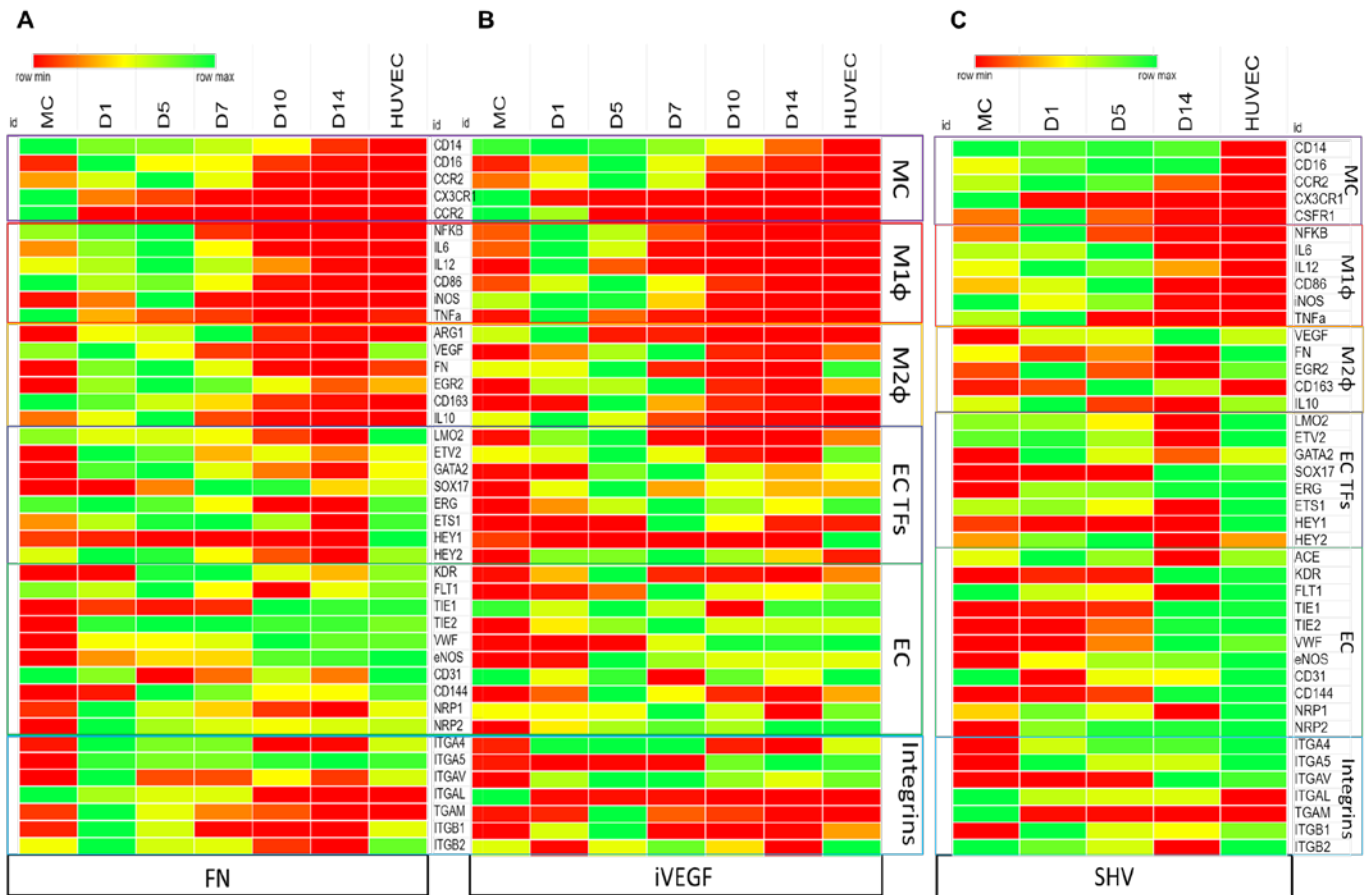 A
B
C
row min
row max
id
MC
D1
D5
D7
D10
D14
HUVEC
id
MC
D1
D5
D7
D10
D14
HUVEC
id
row min
row max
id
MC
D1
D5
D14
HUVEC
id
CD14
CD16
CCR2
CX3CR1
CCR2
NFKB
IL6
IL12
CD86
iNOS
TNFa
ARG1
VEGF
FN
EGR2
CD163
IL10
LMO2
ETV2
GATA2
SOX17
ERG
ETS1
HEY1
HEY2
KDR
FLT1
TIE1
TIE2
VWF
eNOS
CD31
CD144
NRP1
NRP2
ITGA4
ITGA5
ITGAV
ITGAL
TGAM
ITGB1
ITGB2
MC
M1ϕ
M2ϕ
EC TFs
EC
Integrins
CD14
CD16
CCR2
CX3CR1
CSFR1
NFKB
IL6
IL12
CD86
iNOS
TNFa
VEGF
FN
EGR2
CD163
IL10
LMO2
ETV2
GATA2
SOX17
ERG
ETS1
HEY1
HEY2
ACE
KDR
FLT1
TIE1
TIE2
VWF
eNOS
CD31
CD144
NRP1
NRP2
ITGA4
ITGA5
ITGAV
ITGAL
TGAM
ITGB1
ITGB2
MC
M1ϕ
M2ϕ
EC TFs
EC
Integrins
FN
iVEGF
SHV